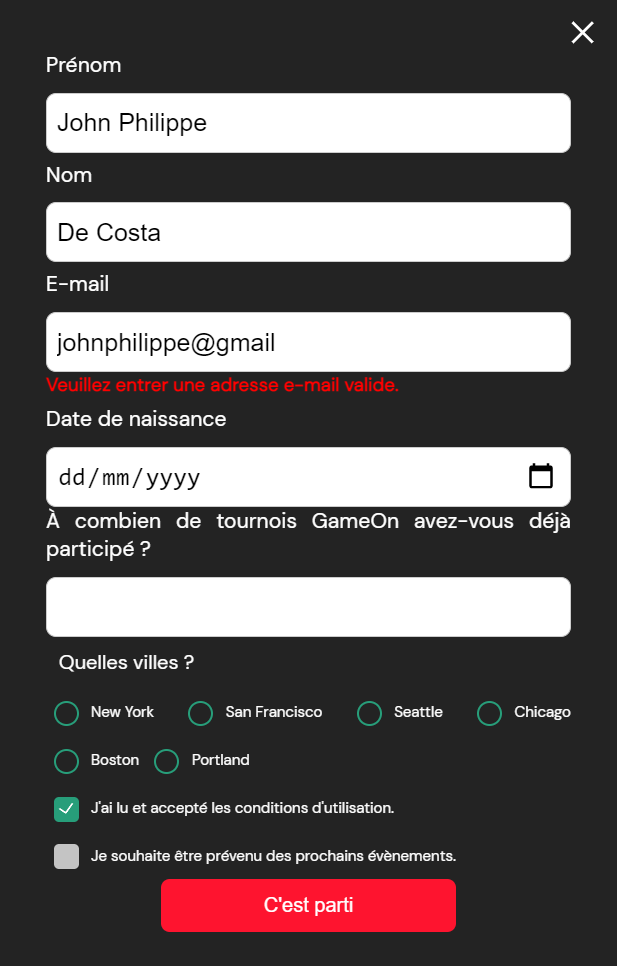 Prénom
John Philippe
Nom
De Costa
E-mail
johnphilippe@gmail
Veuillez entrer une adresse e-mail valide.
Date de naissance
dd/mm/yyyy
À combien de tournois GameOn avez-vous déjà
participé ?
Quelles villes ?
New York San Francisco Seattle Chicago
Boston Portland
J'ai lu et accepté les conditions d'utilisation.
Je souhaite être prévenu des prochains évènements.
C'est parti